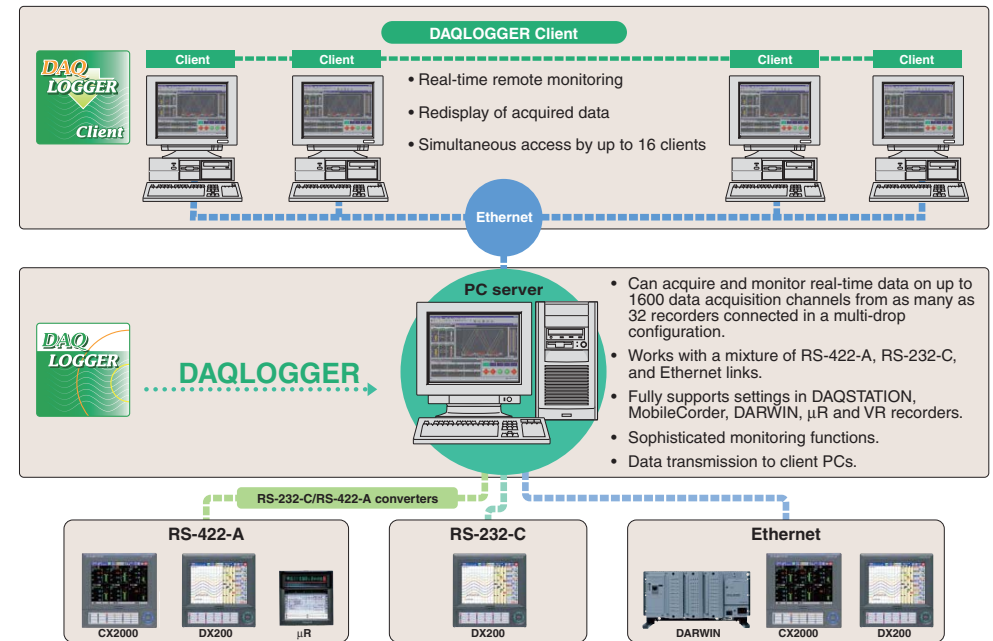 DAQLOGGER Client
DAQ
LOGGER
Client
Client
Client
Client
Client
• Real-time remote monitoring
• Redisplay of acquired data
• Simultaneous access by up to 16 clients
Ethernet
DAQ
LOGGER
DAQLOGGER
PC server
• Can acquire and monitor real-time data on up to
1600 data acquisition channels from as many as
32 recorders connected in a multi-drop
configuration.
• Works with a mixture of RS-422-A, RS-232-C,
and Ethernet links.
• Fully supports settings in DAQSTATION,
MobileCorder, DARWIN, µR and VR recorders.
• Sophisticated monitoring functions.
• Data transmission to client PCs.
RS-232-C/RS-422-A converters
RS-422-A
CX2000
DX200
µR
RS-232-C
DX200
Ethernet
DARWIN
CX2000
DX200